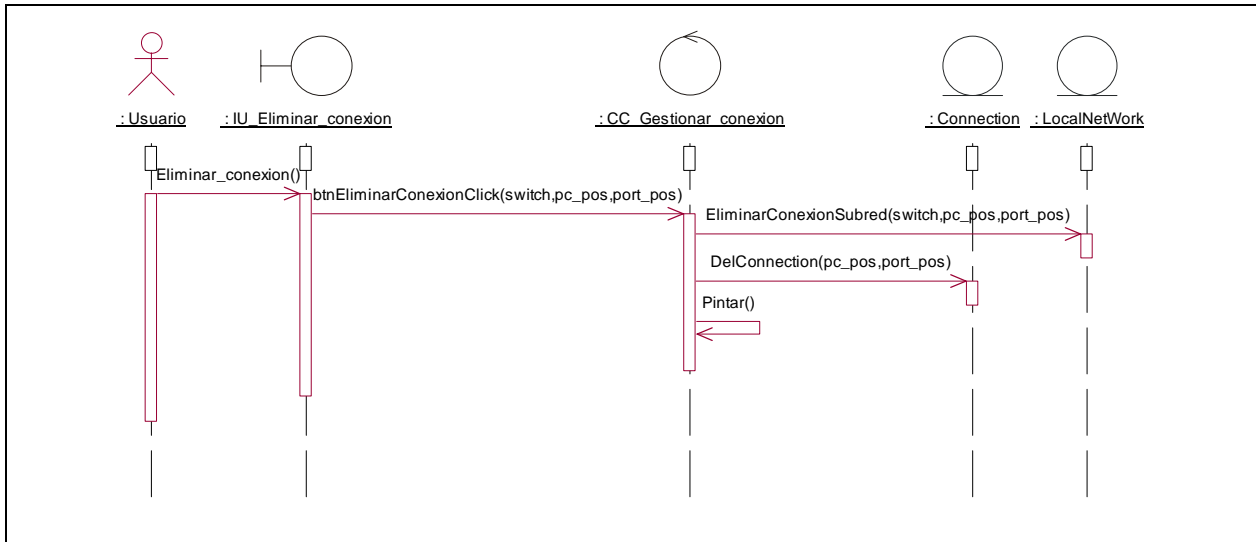 : Usuario
: IU_Eliminar_conexion
: CC_Gestionar_conexion
: Connection
: LocalNetWork
Eliminar_conexion()
btnEliminarConexionClick(switch,pc_pos,port_pos)
EliminarConexionSubred(switch,pc_pos,port_pos)
DelConnection(pc_pos,port_pos)
Pintar()